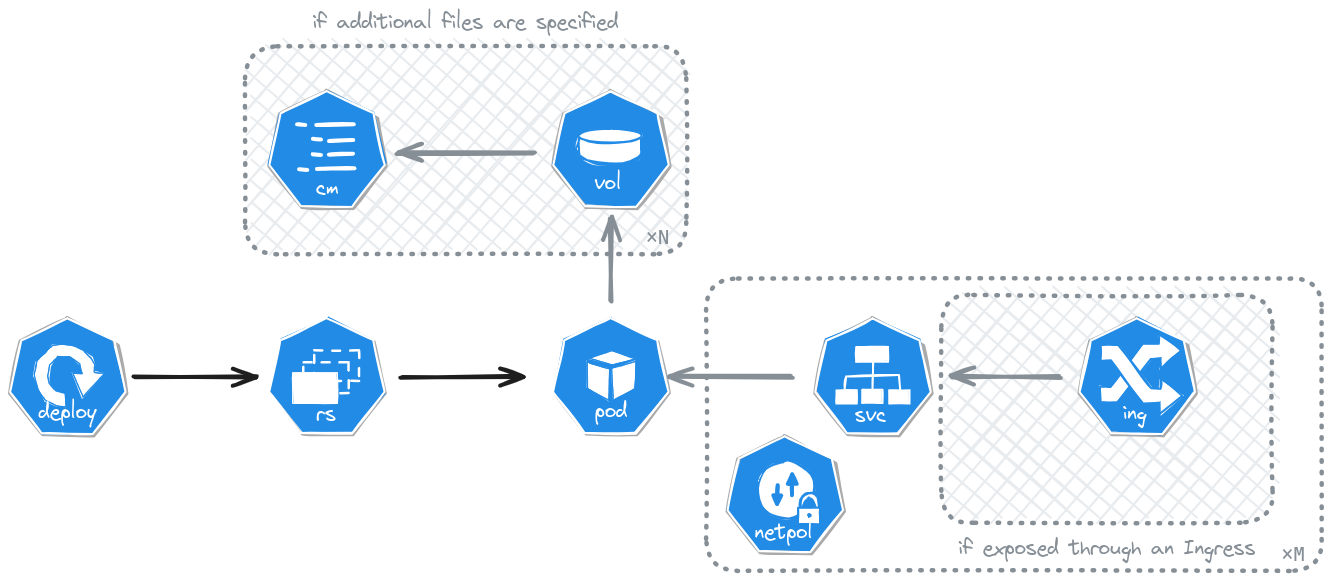 if additional files are specified
cm
vol
×N
deploy
rs
pod
svc
ing
netpol
if exposed through an Ingress
×M